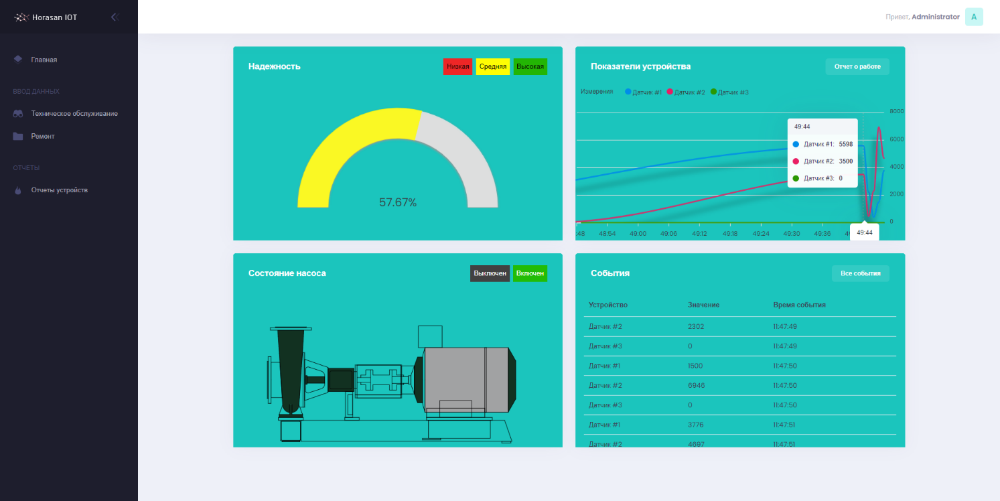 Horasan IOT
Привет, Administrator A
Главная
ВВОД ДАННЫХ
Техническое обслуживание
Ремонт
ОТЧЕТЫ
Отчеты устройств
Надежность
Низкая Средняя Высокая
57.67%
Показатели устройства
Отчет о работе
Измерения Датчик #1 Датчик #2 Датчик #3
8000
6000
4000
2000
0
49:44
Датчик #1: 5598
Датчик #2: 3500
Датчик #3: 0
:48 48:54 49:00 49:06 49:12 49:18 49:24 49:30 49:36 49:44
Состояние насоса
Выключен Включен
События
Все события
Устройство Значение Время события
Датчик #2 2302 11:47:49
Датчик #3 0 11:47:49
Датчик #1 1500 11:47:50
Датчик #2 6946 11:47:50
Датчик #3 0 11:47:50
Датчик #1 3776 11:47:51
Датчик #2 4697 11:47:51